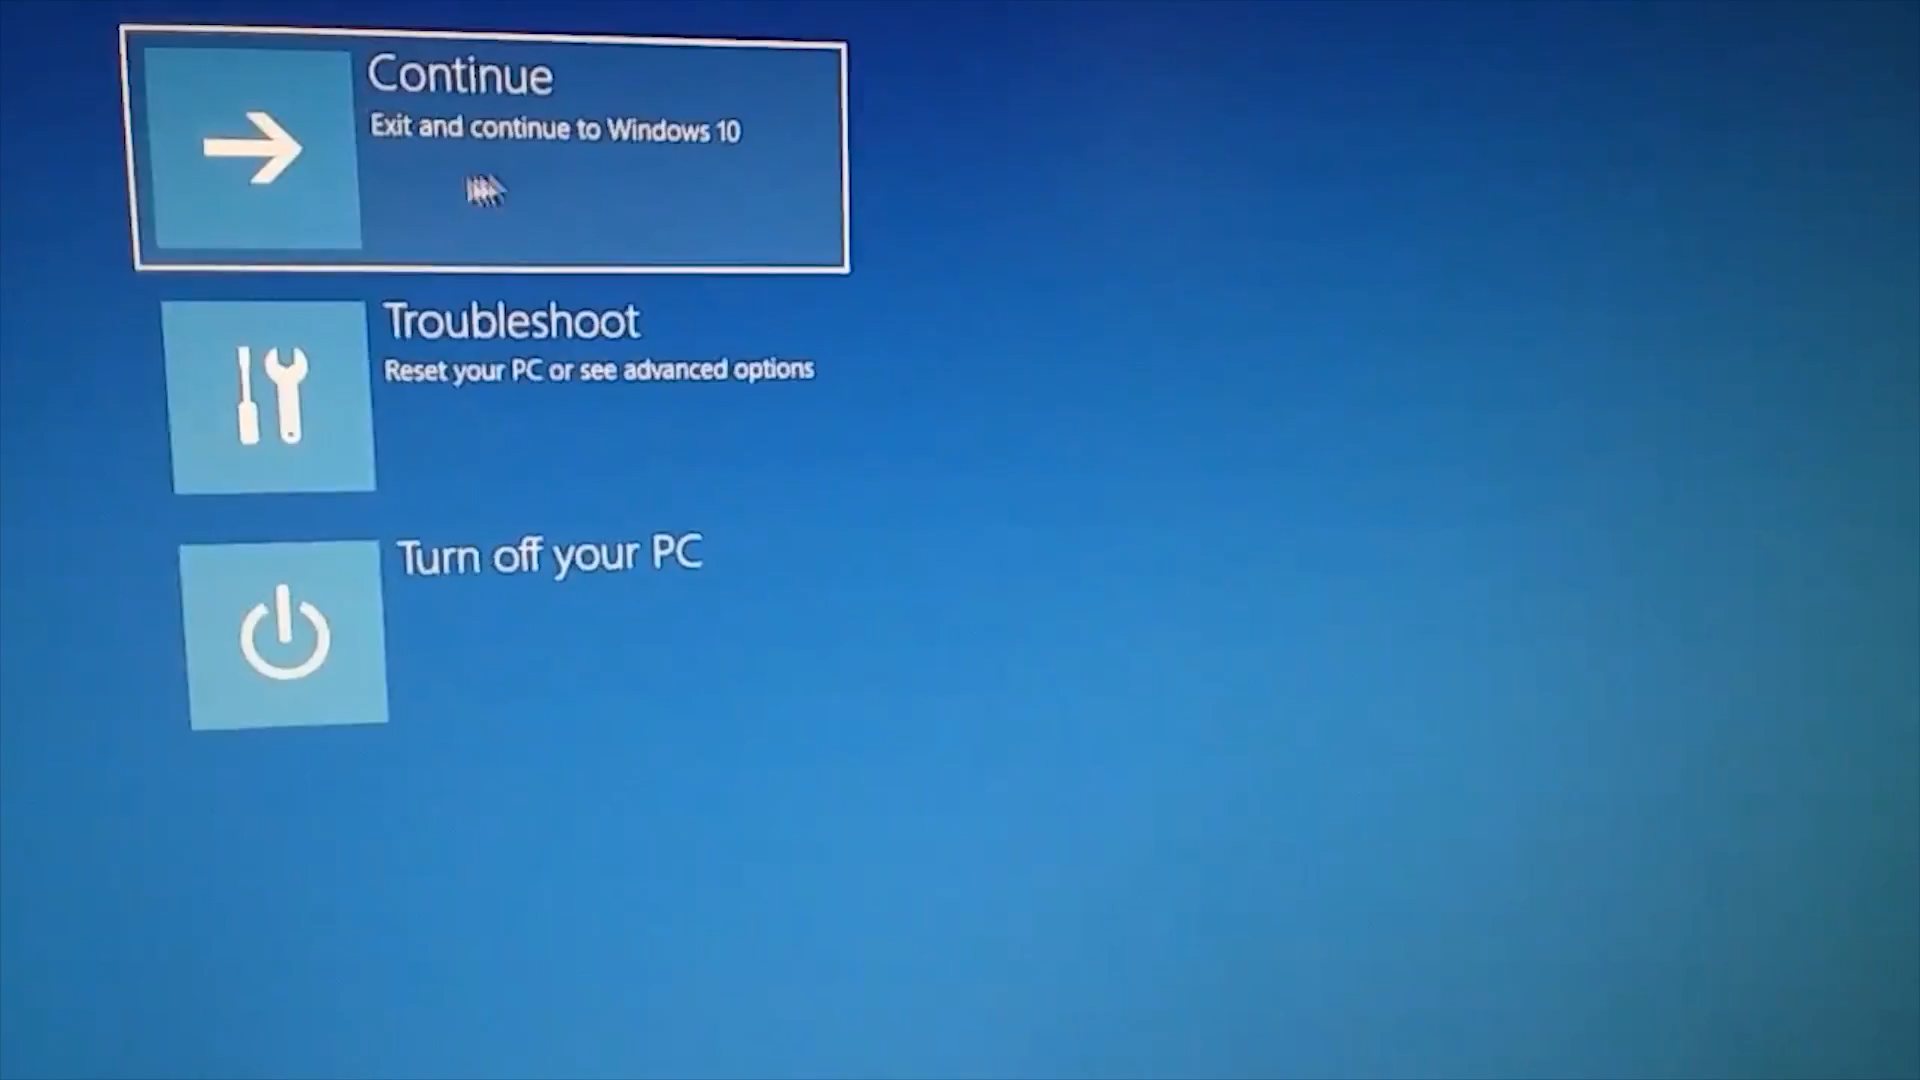 Continue
Exit and continue to Windows 10
Troubleshoot
Reset your PC or see advanced options
Turn off your PC